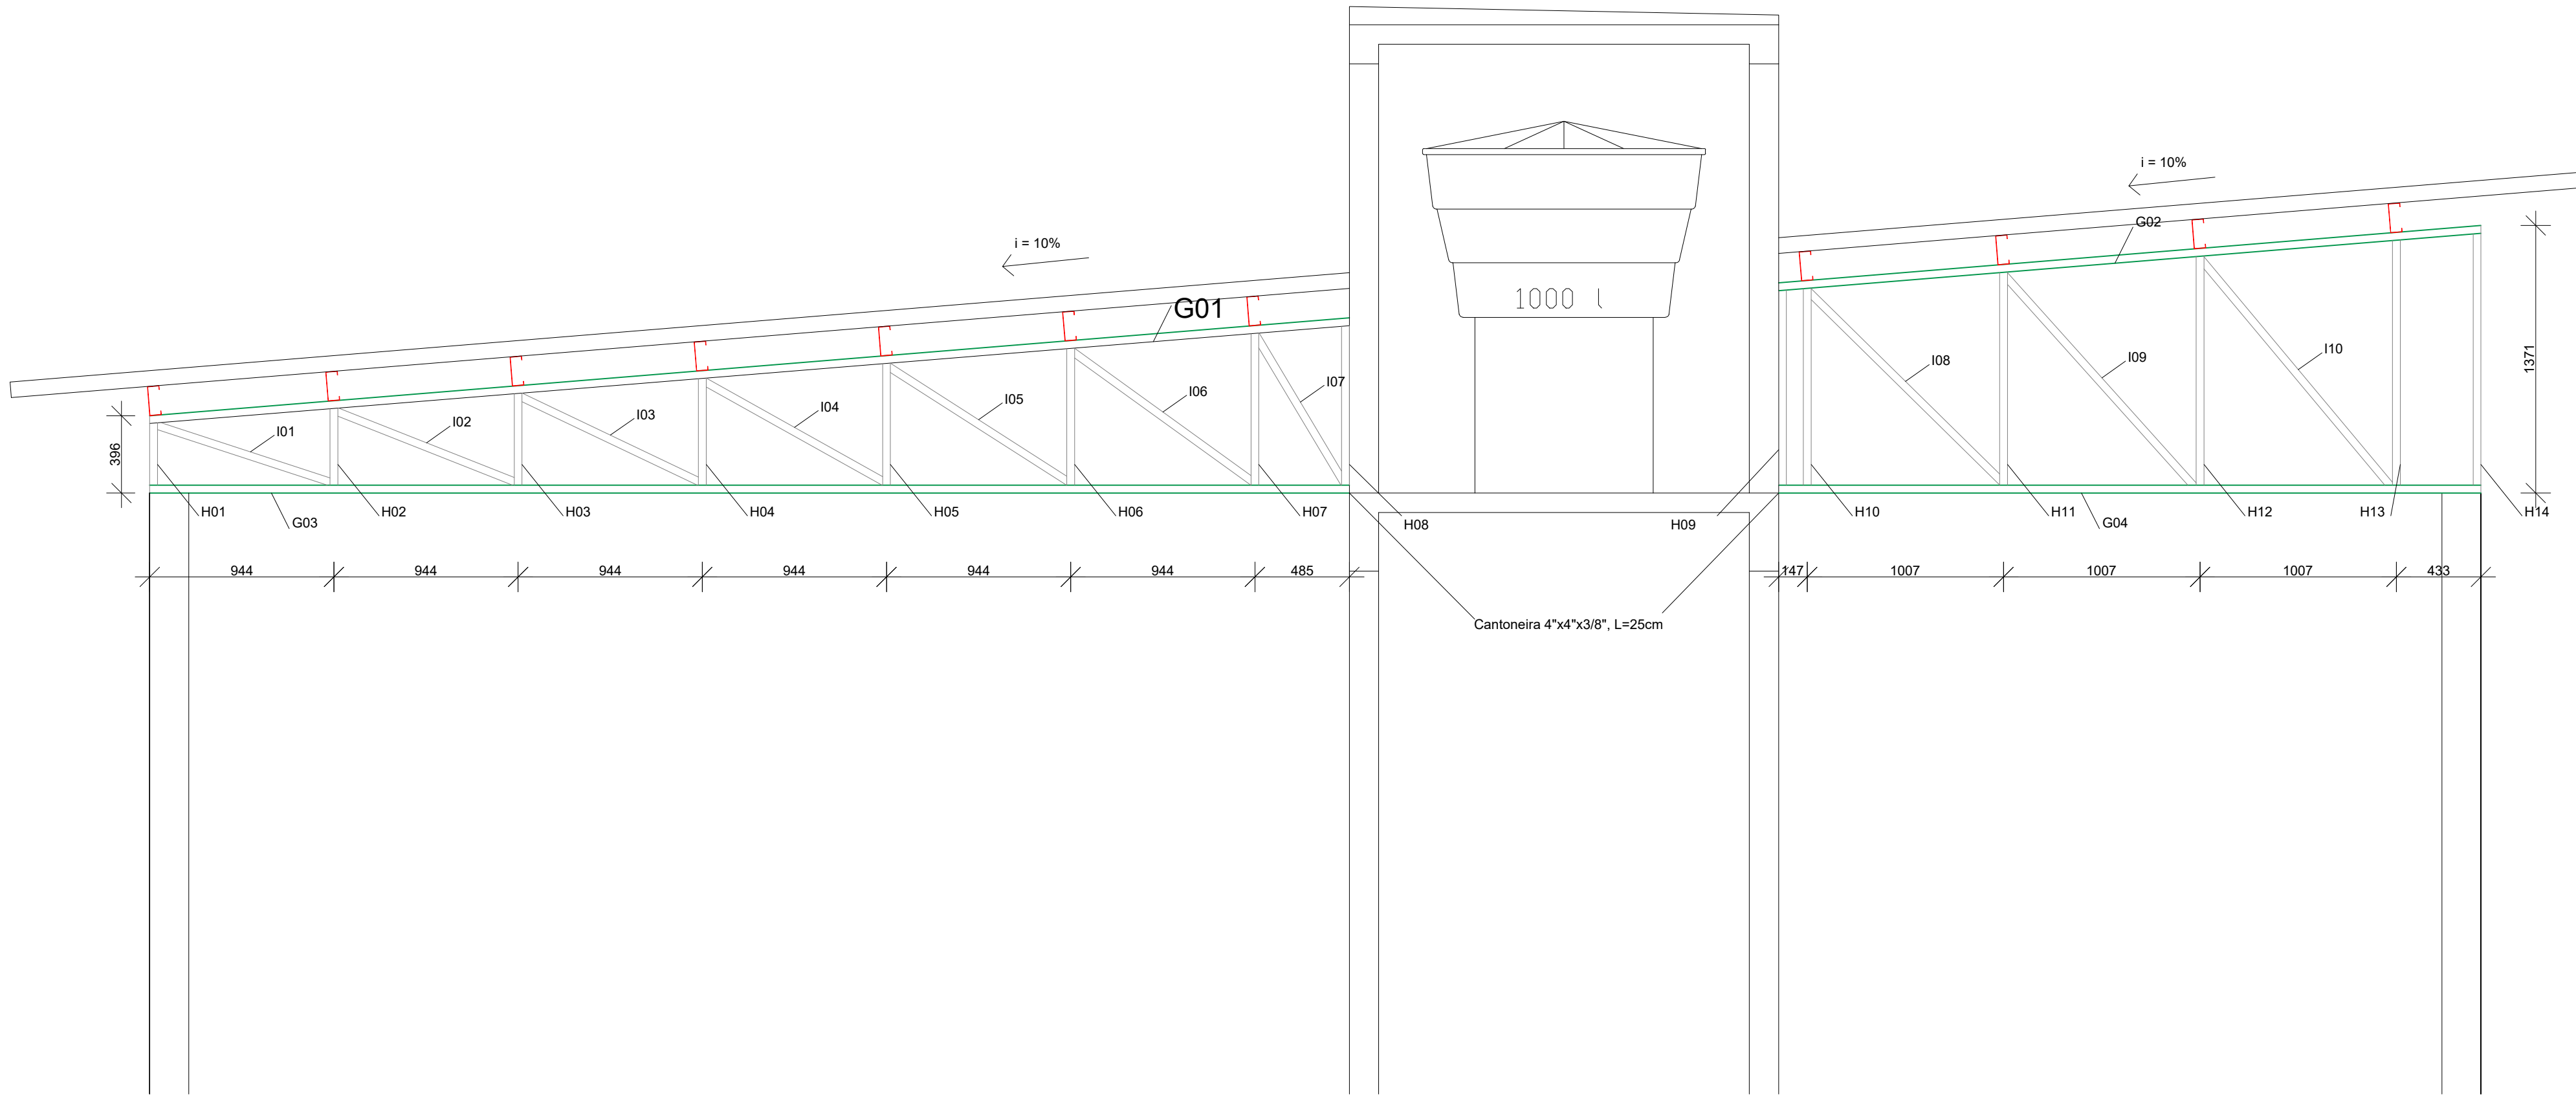 i = 10%
G02
i = 10%
1000 l
G01
1371
I10
I09
I08
I07
I06
I05
I04
I03
I02
I01
396
H01
G03
H02
H03
H04
H05
H06
H07
H08
H09
H10
H11
G04
H12
H13
H14
944
944
944
944
944
944
485
147
1007
1007
1007
433
Cantoneira 4"x4"x3/8", L=25cm